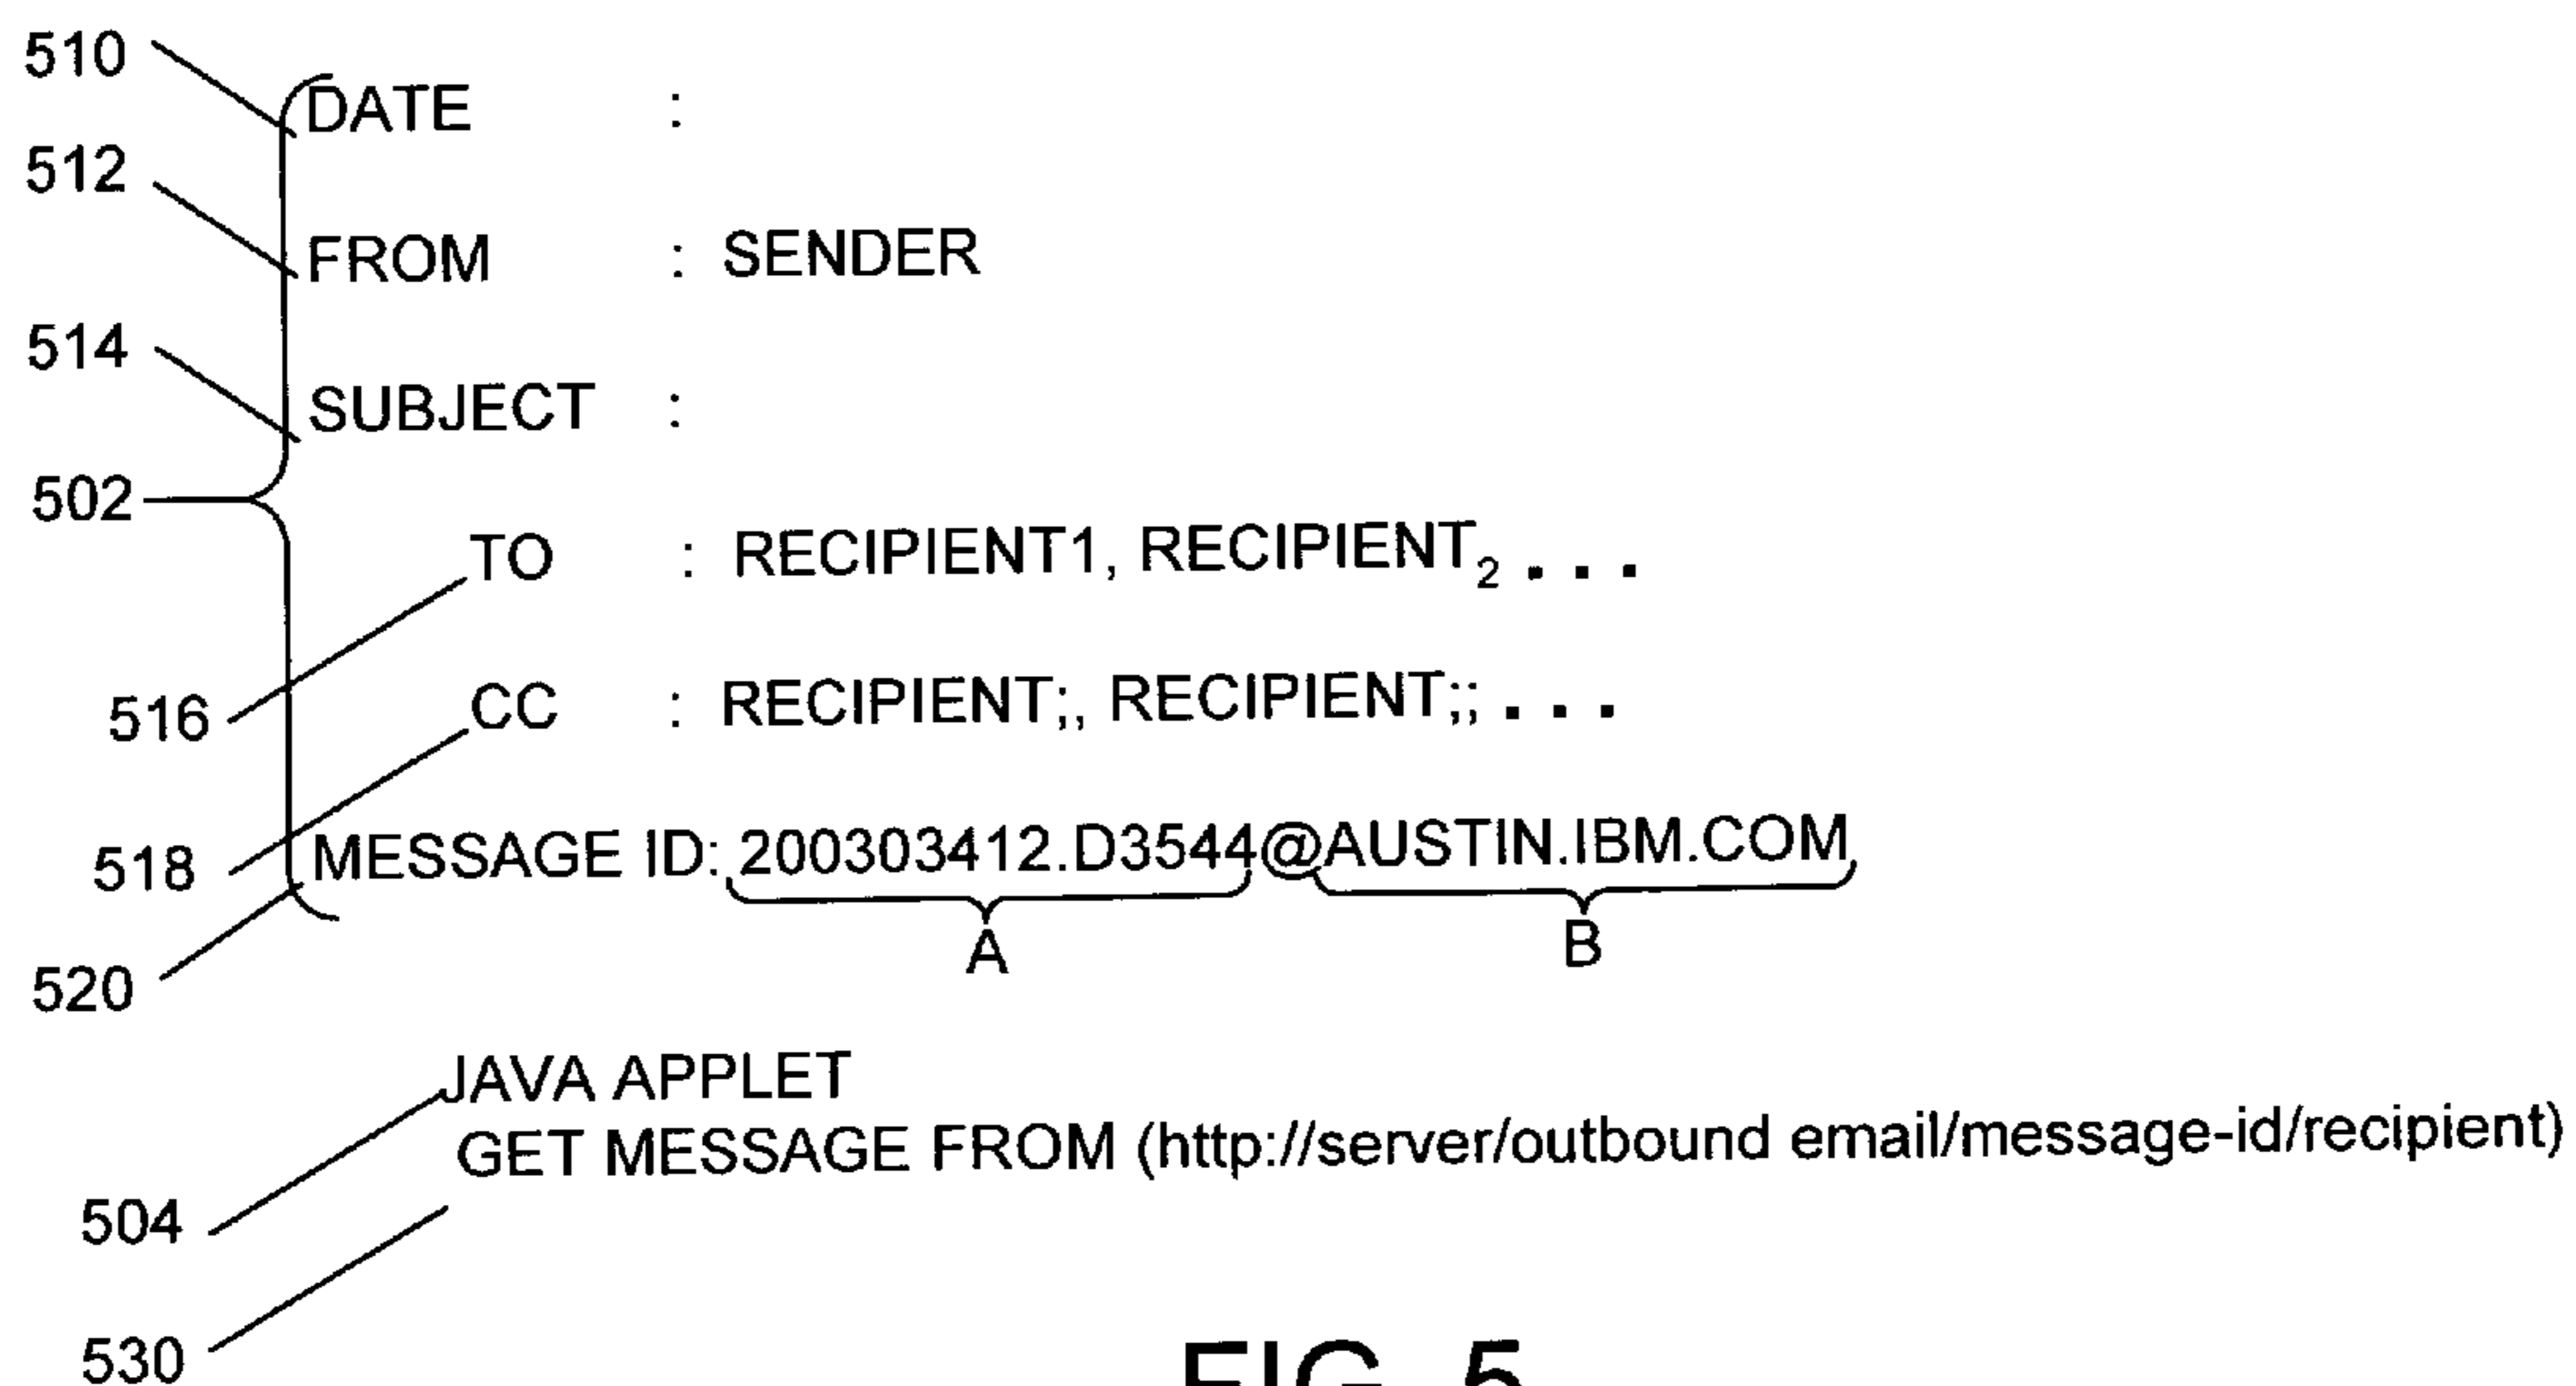 510
DATE :
512
FROM : SENDER
514
SUBJECT :
502
TO : RECIPIENT1, RECIPIENT2 . . .
516
CC : RECIPIENT;, RECIPIENT;; . . .
518
MESSAGE ID: 200303412.D3544@AUSTIN.IBM.COM
A B
520
JAVA APPLET
GET MESSAGE FROM (http://server/outbound email/message-id/recipient)
504
530
FIG. 5